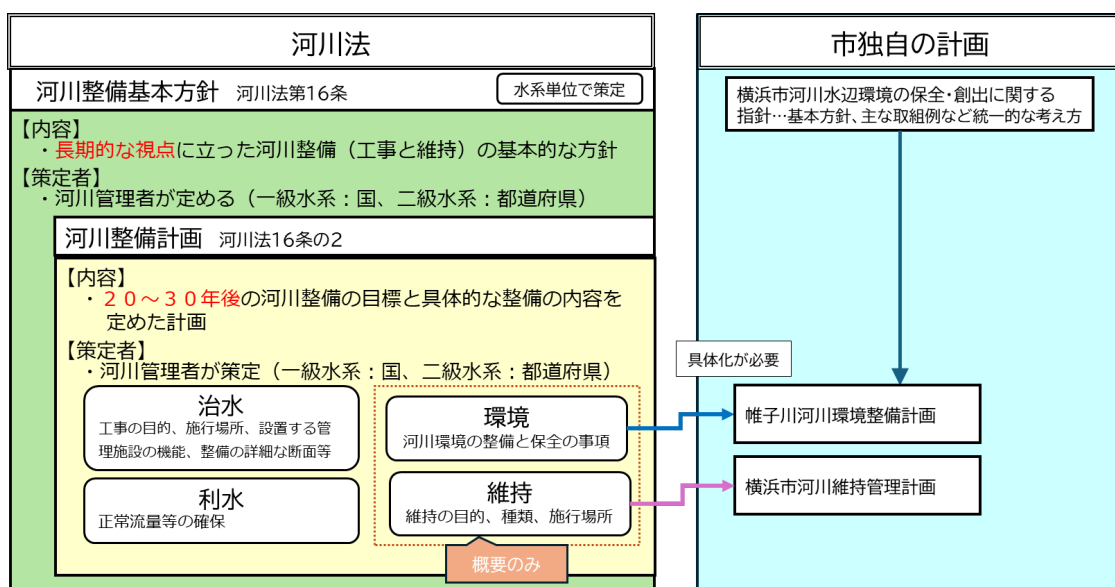 河川法
河川整備基本方針 河川法第16条
水系単位で策定
【内容】
・長期的な視点に立った河川整備（工事と維持）の基本的な方針
【策定者】
・河川管理者が定める（一級水系：国、二級水系：都道府県）
河川整備計画 河川法16条の2
【内容】
・２０～３０年後の河川整備の目標と具体的な整備の内容を
定めた計画
【策定者】
・河川管理者が策定（一級水系：国、二級水系：都道府県）
治水
工事の目的、施行場所、設置する管
理施設の機能、整備の詳細な断面等
利水
正常流量等の確保
環境
河川環境の整備と保全の事項
維持
維持の目的、種類、施行場所
概要のみ
具体化が必要
市独自の計画
横浜市河川水辺環境の保全・創出に関する
指針…基本方針、主な取組例など統一的な考え方
帷子川河川環境整備計画
横浜市河川維持管理計画